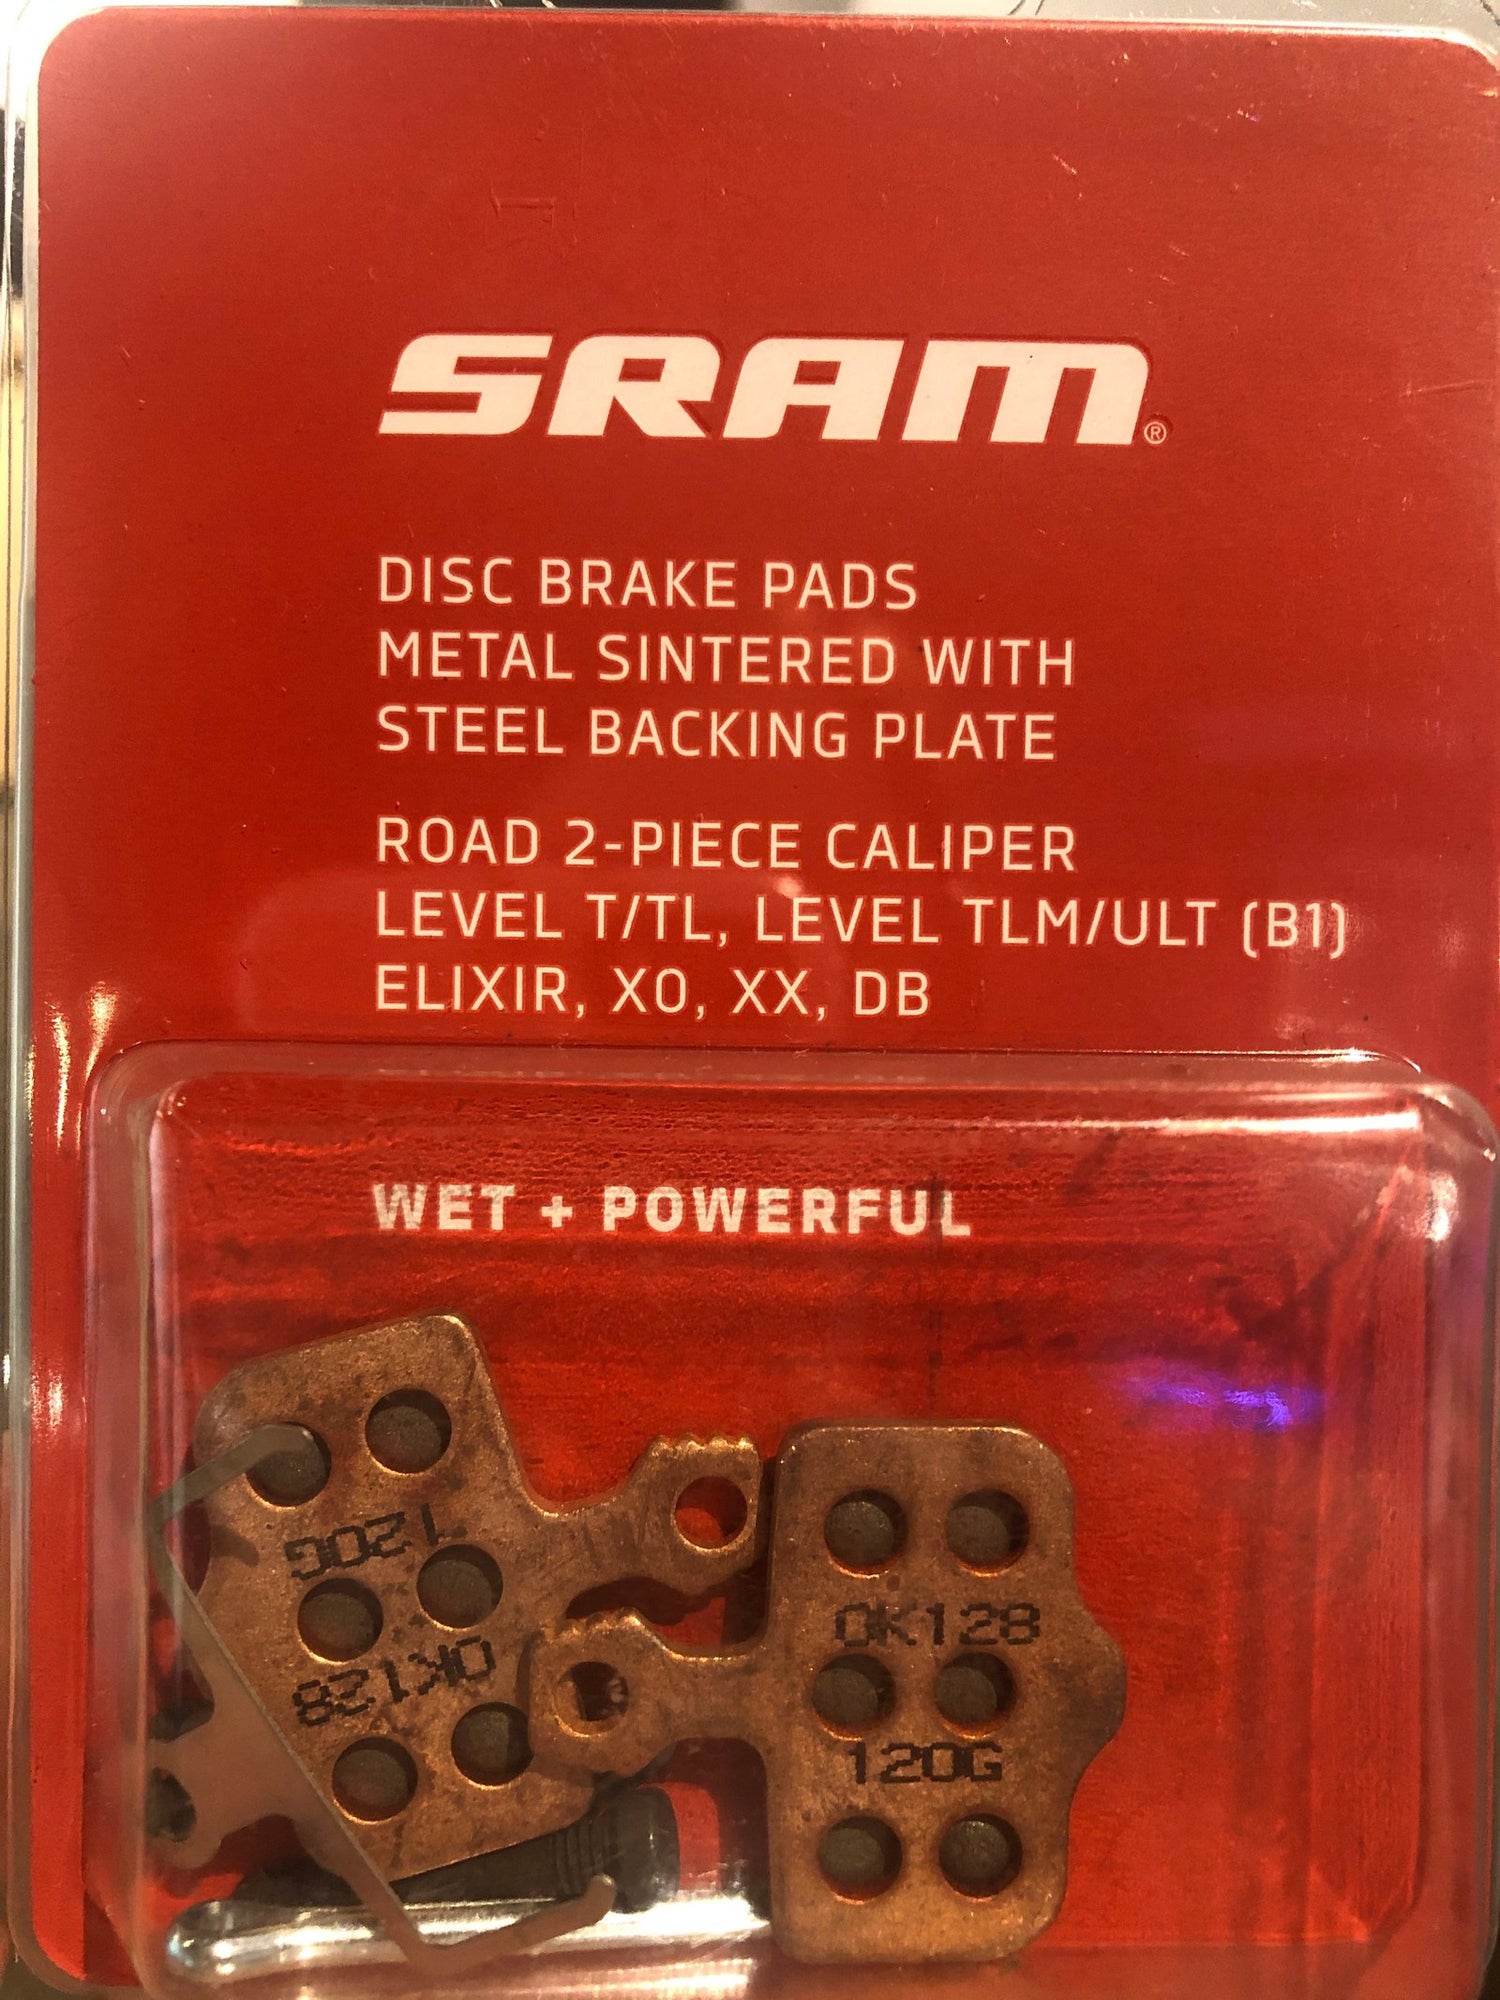 SRAM®
DISC BRAKE PADS
METAL SINTERED WITH
STEEL BACKING PLATE
ROAD 2-PIECE CALIPER
LEVEL T/TL, LEVEL TLM/ULT (B1)
ELIXIR, X0, XX, DB
WET + POWERFUL
120G
OK128
OK128
120G